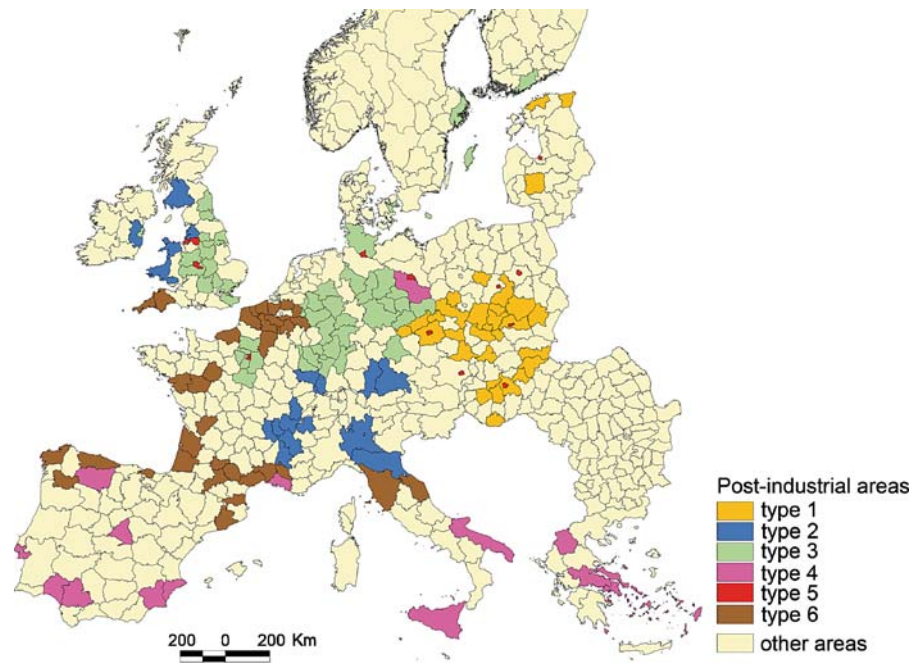 Post-industrial areas
type 1
type 2
type 3
type 4
type 5
type 6
other areas
200 0 200 Km